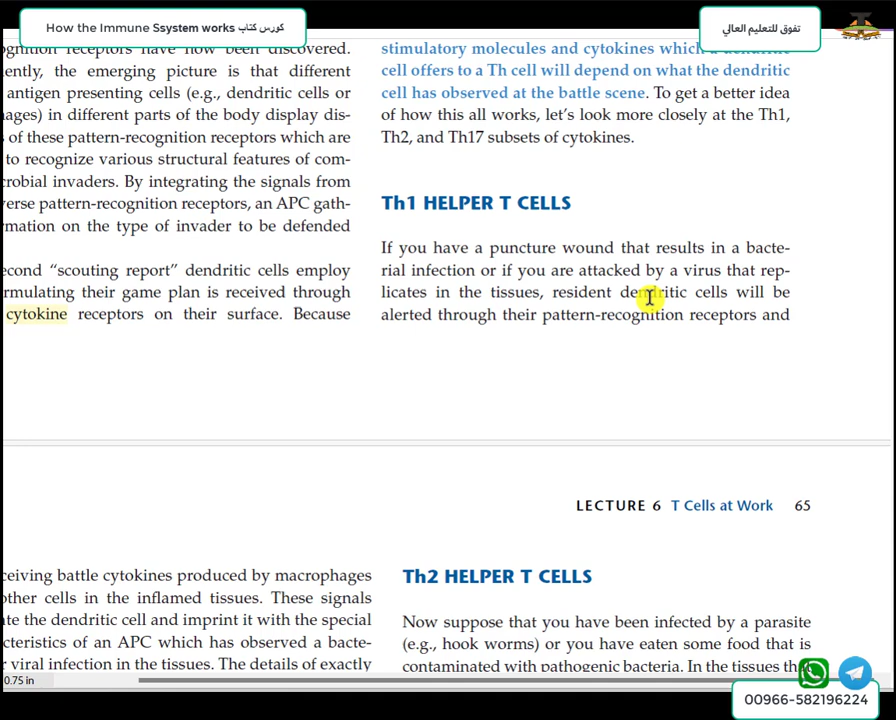 How the Immune Ssystem works كورس كتاب
تفوق للتعليم العالي
ognition receptors have now been discovered.
ently, the emerging picture is that different
antigen presenting cells (e.g., dendritic cells or
ages) in different parts of the body display dis-
s of these pattern-recognition receptors which are
to recognize various structural features of com-
crobial invaders. By integrating the signals from
verse pattern-recognition receptors, an APC gath-
rmation on the type of invader to be defended
econd “scouting report” dendritic cells employ
rmulating their game plan is received through
cytokine receptors on their surface. Because
stimulatory molecules and cytokines which a dendritic
cell offers to a Th cell will depend on what the dendritic
cell has observed at the battle scene. To get a better idea
of how this all works, let’s look more closely at the Th1,
Th2, and Th17 subsets of cytokines.
Th1 HELPER T CELLS
If you have a puncture wound that results in a bacte-
rial infection or if you are attacked by a virus that rep-
licates in the tissues, resident dendritic cells will be
alerted through their pattern-recognition receptors and
LECTURE 6 T Cells at Work 65
ceiving battle cytokines produced by macrophages
other cells in the inflamed tissues. These signals
ate the dendritic cell and imprint it with the special
cteristics of an APC which has observed a bacte-
r viral infection in the tissues. The details of exactly
Th2 HELPER T CELLS
Now suppose that you have been infected by a parasite
(e.g., hook worms) or you have eaten some food that is
contaminated with pathogenic bacteria. In the tissues
0.75 in
00966-582196224